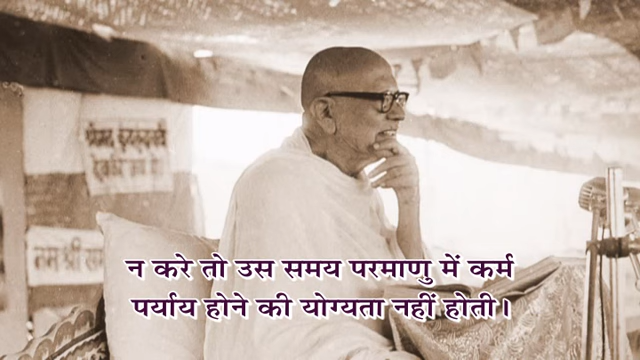 न करे तो उस समय परमाणु में कर्म
पर्याय होने की योग्यता नहीं होती।